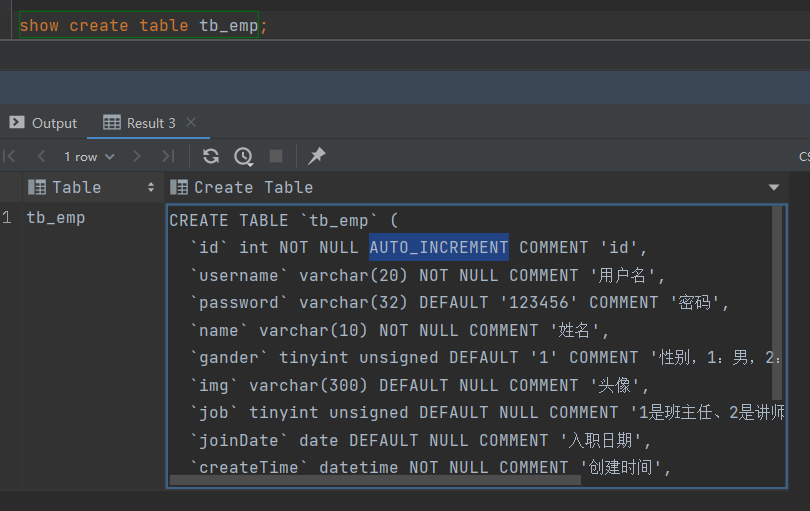 show create table tb_emp;
Output
Result 3
1 row
Table
Create Table
1
tb_emp
CREATE TABLE `tb_emp` (
`id` int NOT NULL AUTO_INCREMENT COMMENT 'id',
`username` varchar(20) NOT NULL COMMENT '用户名',
`password` varchar(32) DEFAULT '123456' COMMENT '密码',
`name` varchar(10) NOT NULL COMMENT '姓名',
`gander` tinyint unsigned DEFAULT '1' COMMENT '性别，1：男，2：
`img` varchar(300) DEFAULT NULL COMMENT '头像',
`job` tinyint unsigned DEFAULT NULL COMMENT '1是班主任、2是讲师
`joinDate` date DEFAULT NULL COMMENT '入职日期',
`createTime` datetime NOT NULL COMMENT '创建时间',